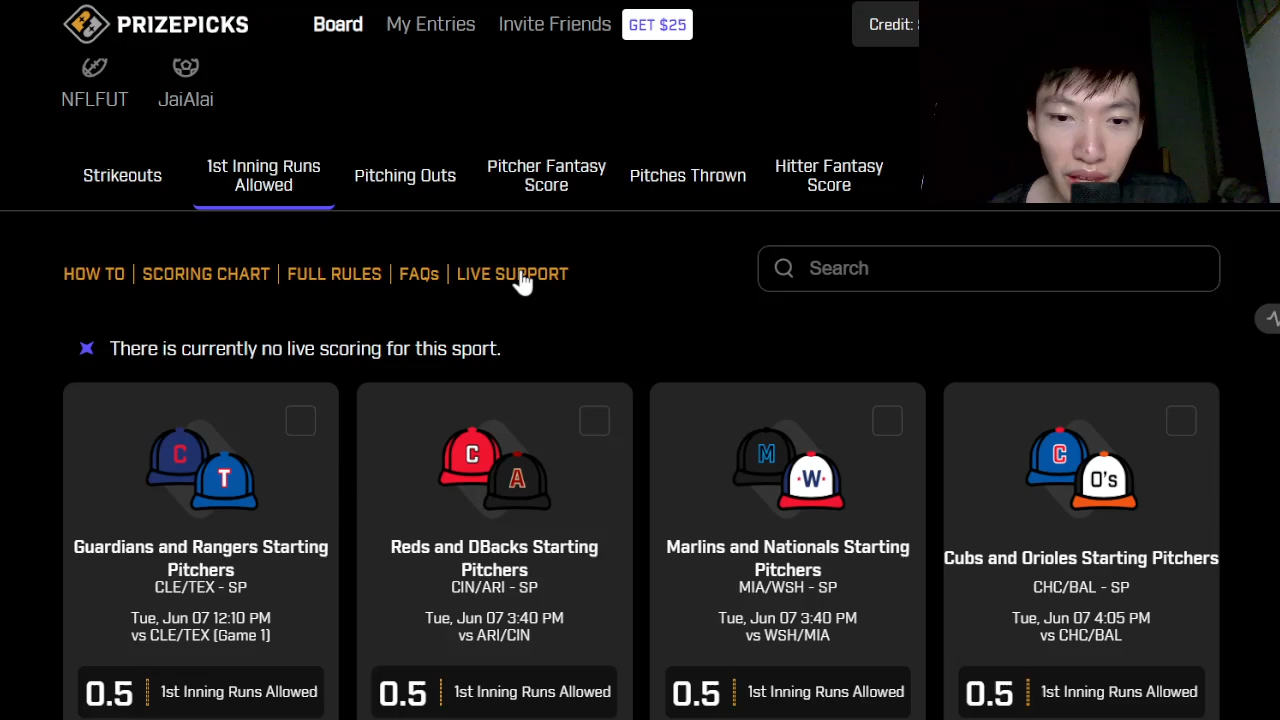 PRIZEPICKS
Board My Entries Invite Friends GET $25 Credit:
NFLFUT JaiAlai
Strikeouts
1st Inning Runs
Allowed
Pitching Outs
Pitcher Fantasy
Score
Pitches Thrown
Hitter Fantasy
Score
HOW TO | SCORING CHART | FULL RULES | FAQs | LIVE SUPPORT
Search
There is currently no live scoring for this sport.
C
T
Guardians and Rangers Starting
Pitchers
CLE/TEX - SP
Tue, Jun 07 12:10 PM
vs CLE/TEX (Game 1)
0.5 1st Inning Runs Allowed
C
A
Reds and DBacks Starting
Pitchers
CIN/ARI - SP
Tue, Jun 07 3:40 PM
vs ARI/CIN
0.5 1st Inning Runs Allowed
M
W
Marlins and Nationals Starting
Pitchers
MIA/WSH - SP
Tue, Jun 07 3:40 PM
vs WSH/MIA
0.5 1st Inning Runs Allowed
C
O's
Cubs and Orioles Starting Pitchers
CHC/BAL - SP
Tue, Jun 07 4:05 PM
vs CHC/BAL
0.5 1st Inning Runs Allowed